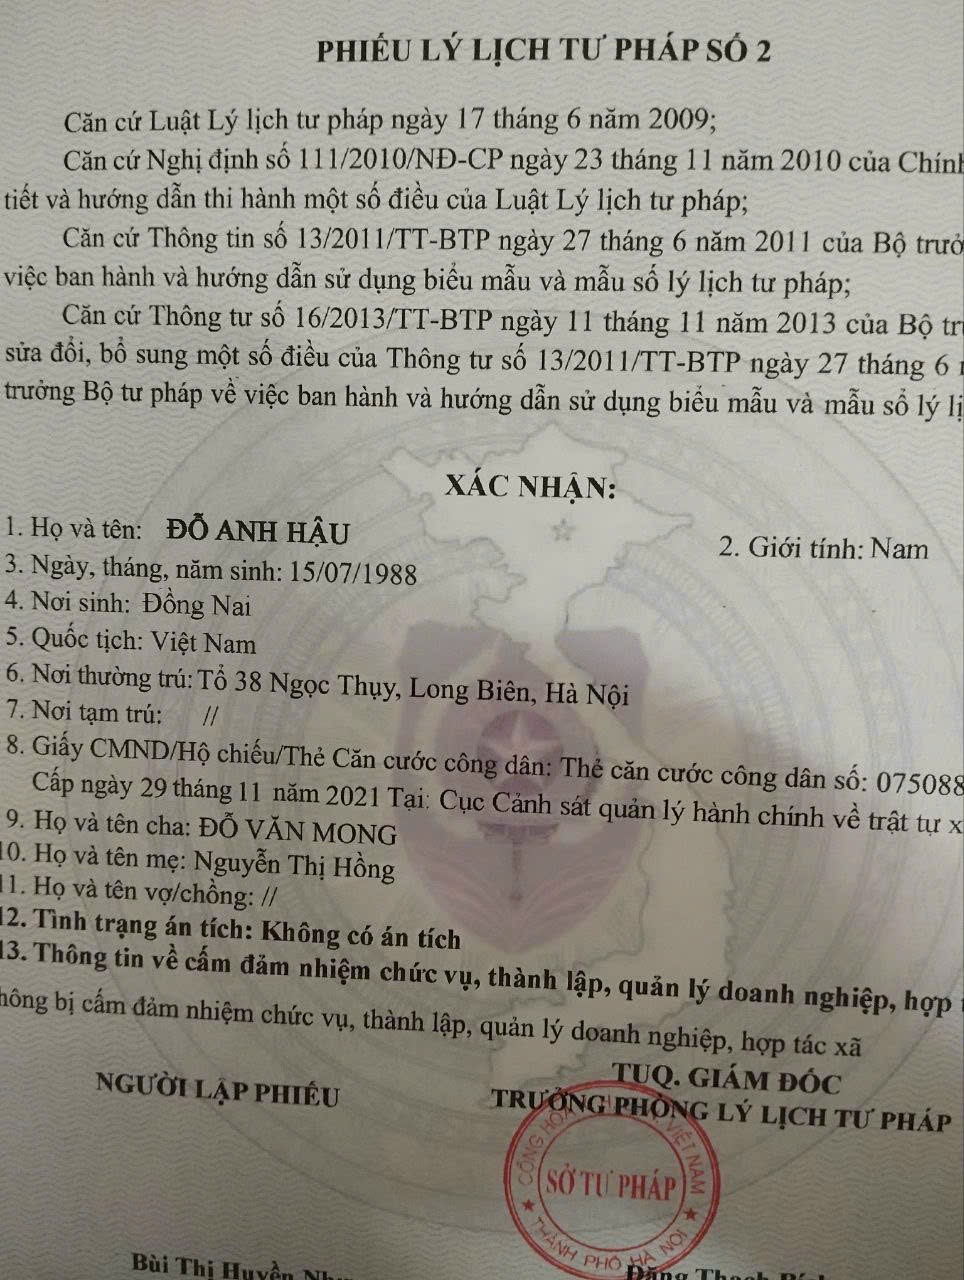 PHIẾU LÝ LỊCH TƯ PHÁP SỐ 2
Căn cứ Luật Lý lịch tư pháp ngày 17 tháng 6 năm 2009;
Căn cứ Nghị định số 111/2010/NĐ-CP ngày 23 tháng 11 năm 2010 của Chính
tiết và hướng dẫn thi hành một số điều của Luật Lý lịch tư pháp;
Căn cứ Thông tin số 13/2011/TT-BTP ngày 27 tháng 6 năm 2011 của Bộ trưở
việc ban hành và hướng dẫn sử dụng biểu mẫu và mẫu số lý lịch tư pháp;
Căn cứ Thông tư số 16/2013/TT-BTP ngày 11 tháng 11 năm 2013 của Bộ trư
sửa đổi, bổ sung một số điều của Thông tư số 13/2011/TT-BTP ngày 27 tháng 6
trưởng Bộ tư pháp về việc ban hành và hướng dẫn sử dụng biểu mẫu và mẫu sổ lý lị
XÁC NHẬN:
1. Họ và tên: ĐỖ ANH HẬU
2. Giới tính: Nam
3. Ngày, tháng, năm sinh: 15/07/1988
4. Nơi sinh: Đồng Nai
5. Quốc tịch: Việt Nam
6. Nơi thường trú: Tổ 38 Ngọc Thụy, Long Biên, Hà Nội
7. Nơi tạm trú: //
8. Giấy CMND/Hộ chiếu/Thẻ Căn cước công dân: Thẻ căn cước công dân số: 075088
Cấp ngày 29 tháng 11 năm 2021 Tại: Cục Cảnh sát quản lý hành chính về trật tự x
9. Họ và tên cha: ĐỖ VĂN MONG
10. Họ và tên mẹ: Nguyễn Thị Hồng
11. Họ và tên vợ/chồng: //
12. Tình trạng án tích: Không có án tích
13. Thông tin về cấm đảm nhiệm chức vụ, thành lập, quản lý doanh nghiệp, hợp
hông bị cấm đảm nhiệm chức vụ, thành lập, quản lý doanh nghiệp, hợp tác xã
NGƯỜI LẬP PHIẾU
TUQ. GIÁM ĐỐC
TRƯỞNG PHÒNG LÝ LỊCH TƯ PHÁP
CỘNG HÒA VIỆT NAM
SỞ TƯ PHÁP
THÀNH PHỐ HÀ NỘI
Bùi Thị Huyền
Đặng